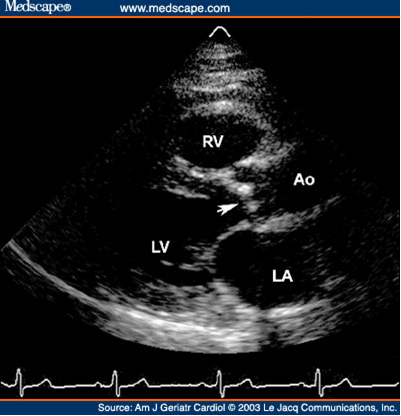 Medscape® www.medscape.com
RV
Ao
LV
LA
Source: Am J Geriatr Cardiol © 2003 Le Jacq Communications, Inc.